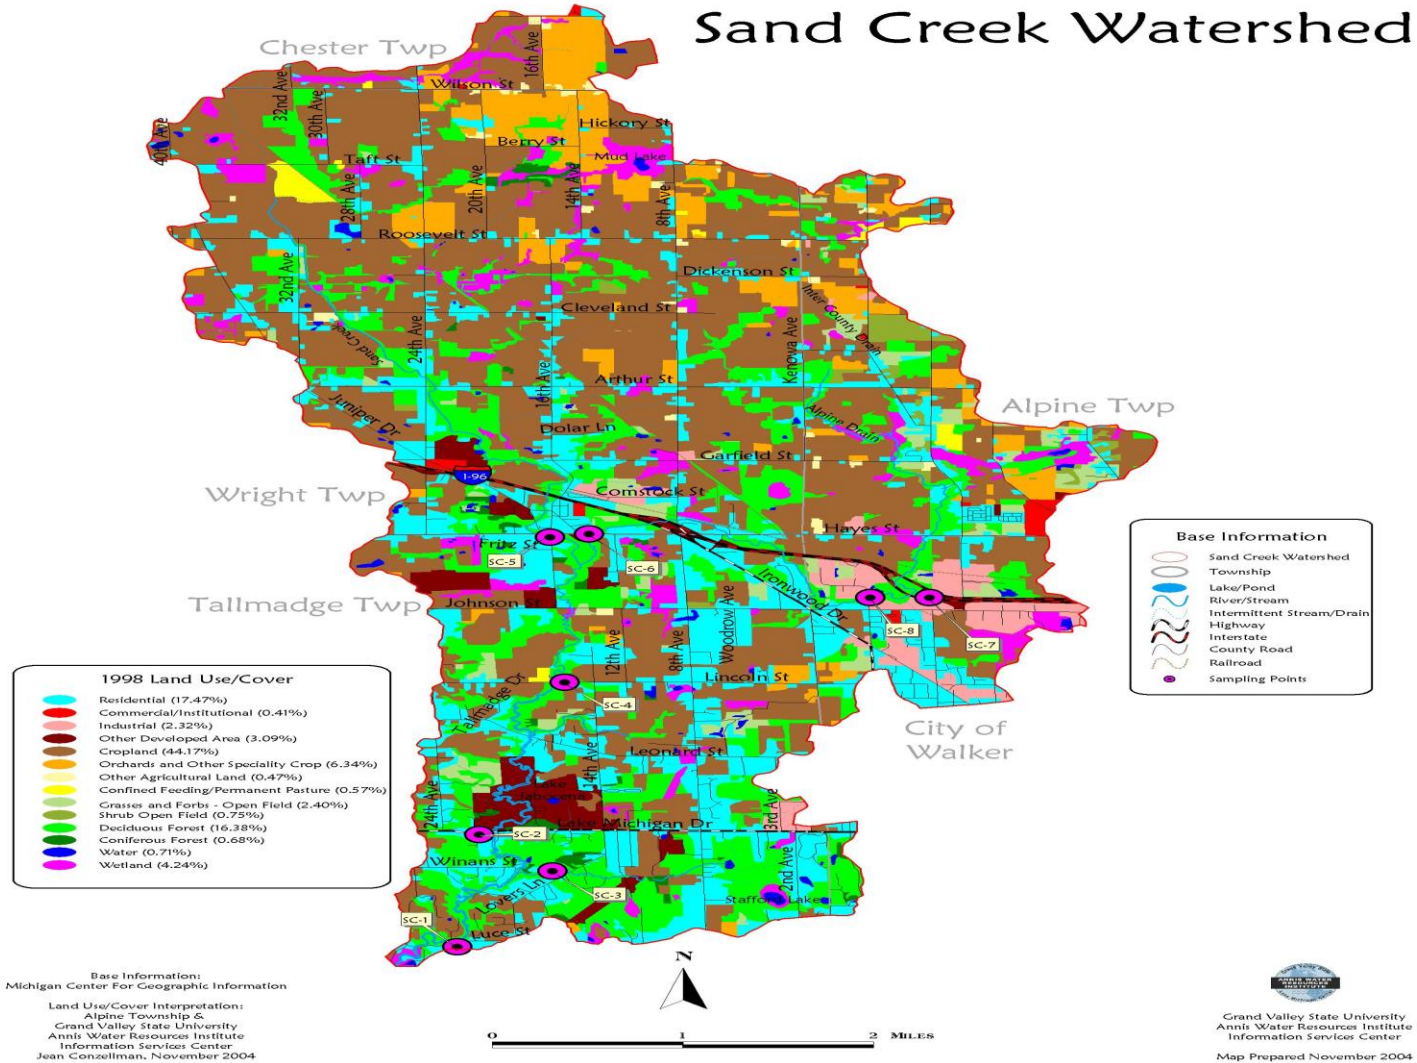 Sand Creek Watershed
Chester Twp
16th Ave
Wilson St
32nd Ave
30th Ave
Hickory St
40th Ave
Berry St
Taft St
Mud Lake
28th Ave
20th Ave
14th Ave
8th Ave
Roosevelt St
32nd Ave
Dickenson St
Inter County Drain
Cleveland St
Sand Creek
24th Ave
Kenowa Ave
16th Ave
Arthur St
Juniper Dr
Alpine Twp
Alpine Drain
Dolar Ln
Garfield St
I-96
Wright Twp
Comstock St
Hayes St
Fritz St
SC-5
SC-6
Ironwood Dr
Tallmadge Twp
Johnson St
SC-8
SC-7
12th Ave
8th Ave
Woodrow Ave
Lincoln St
Tallmadge Dr
SC-4
City of
Walker
Leonard St
14th Ave
24th Ave
Lake
3rd Ave
Lake Michigan Dr
SC-2
Winans St
2nd Ave
Lovers Ln
SC-3
Stafford Lake
SC-1
Luce St
Base Information
Sand Creek Watershed
Township
Lake/Pond
River/Stream
Intermittent Stream/Drain
Highway
Interstate
County Road
Railroad
Sampling Points
1998 Land Use/Cover
Residential (17.47%)
Commercial/Institutional (0.41%)
Industrial (2.32%)
Other Developed Area (3.09%)
Cropland (44.17%)
Orchards and Other Speciality Crop (6.34%)
Other Agricultural Land (0.47%)
Confined Feeding/Permanent Pasture (0.57%)
Grasses and Forbs - Open Field (2.40%)
Shrub Open Field (0.75%)
Deciduous Forest (16.38%)
Coniferous Forest (0.68%)
Water (0.71%)
Wetland (4.24%)
N
0 1 2 MILES
Base Information:
Michigan Center For Geographic Information
Land Use/Cover Interpretation:
Alpine Township &
Grand Valley State University
Annis Water Resources Institute
Information Services Center
Jean Conzellman, November 2004
ANNIS WATER
RESOURCES
INSTITUTE
Grand Valley State University
Annis Water Resources Institute
Information Services Center
Map Prepared November 2004